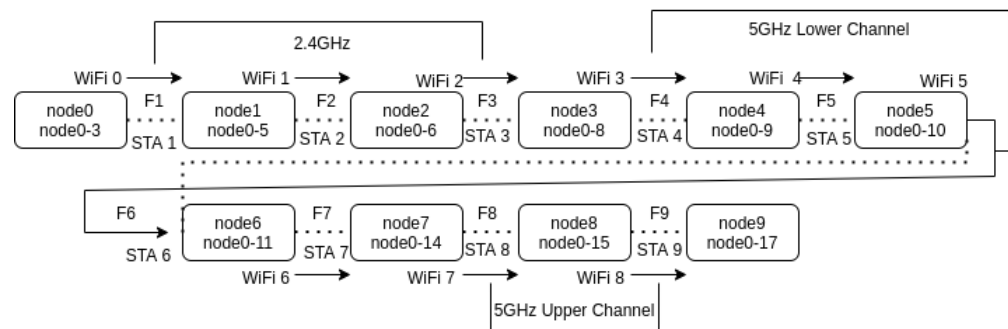 2.4GHz
5GHz Lower Channel
WiFi 0
WiFi 1
WiFi 2
WiFi 3
WiFi 4
WiFi 5
node0
node0-3
F1
STA 1
node1
node0-5
F2
STA 2
node2
node0-6
F3
STA 3
node3
node0-8
F4
STA 4
node4
node0-9
F5
STA 5
node5
node0-10
F6
STA 6
node6
node0-11
F7
STA 7
node7
node0-14
F8
STA 8
node8
node0-15
F9
STA 9
node9
node0-17
WiFi 6
WiFi 7
WiFi 8
5GHz Upper Channel